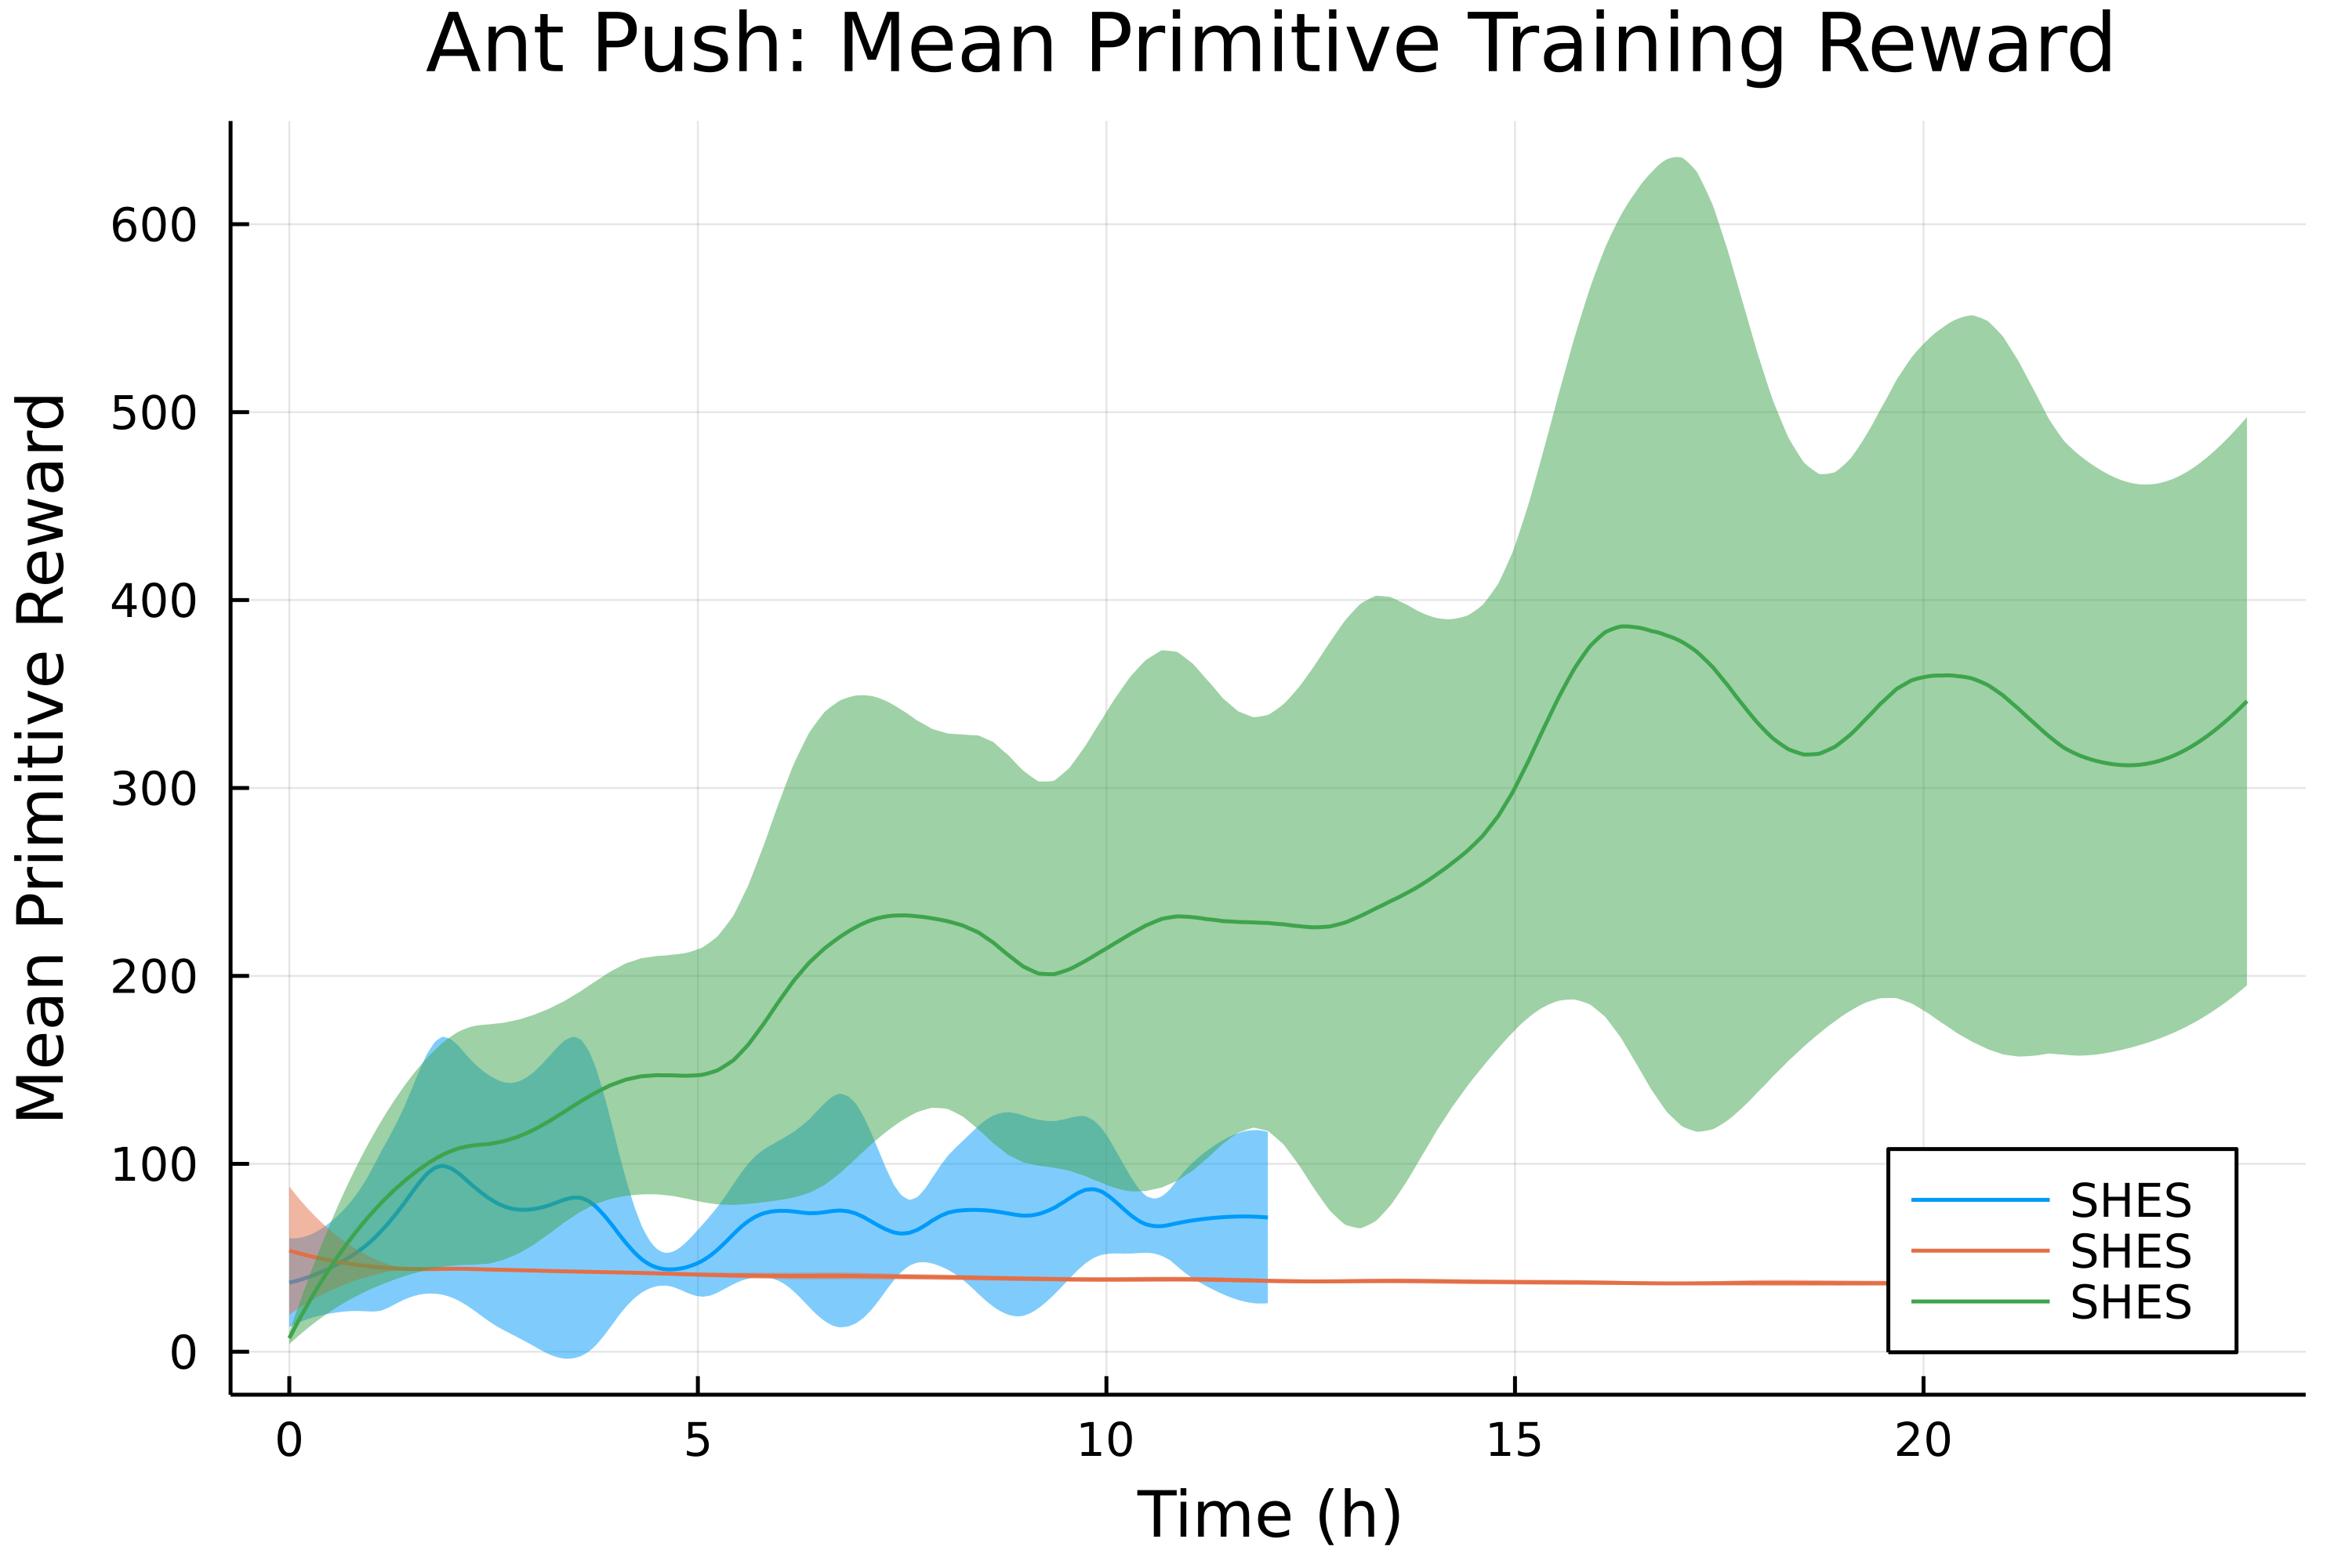 Ant Push: Mean Primitive Training Reward
Mean Primitive Reward
600
500
400
300
200
100
0
0 5 10 15 20
Time (h)
SHES
SHES
SHES